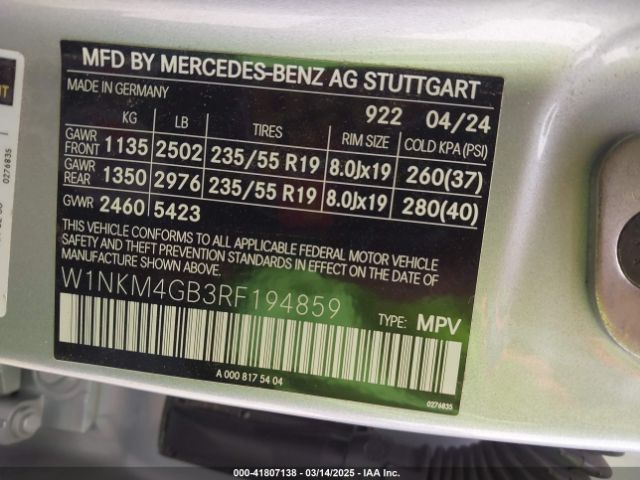 MFD BY MERCEDES-BENZ AG STUTTGART
MADE IN GERMANY 922 04/24
KG LB TIRES RIM SIZE COLD KPA (PSI)
GAWR FRONT 1135 2502 235/55 R19 8.0Jx19 260(37)
GAWR REAR 1350 2976 235/55 R19 8.0Jx19 280(40)
GVWR 2460 5423
THIS VEHICLE CONFORMS TO ALL APPLICABLE FEDERAL MOTOR VEHICLE
SAFETY AND THEFT PREVENTION STANDARDS IN EFFECT ON THE DATE
OF MANUFACTURE SHOWN ABOVE.
W1NKM4GB3RF194859
TYPE: MPV
A 000 817 54 04
0276835
0276835
000-41807138 - 03/14/2025 - IAA Inc.